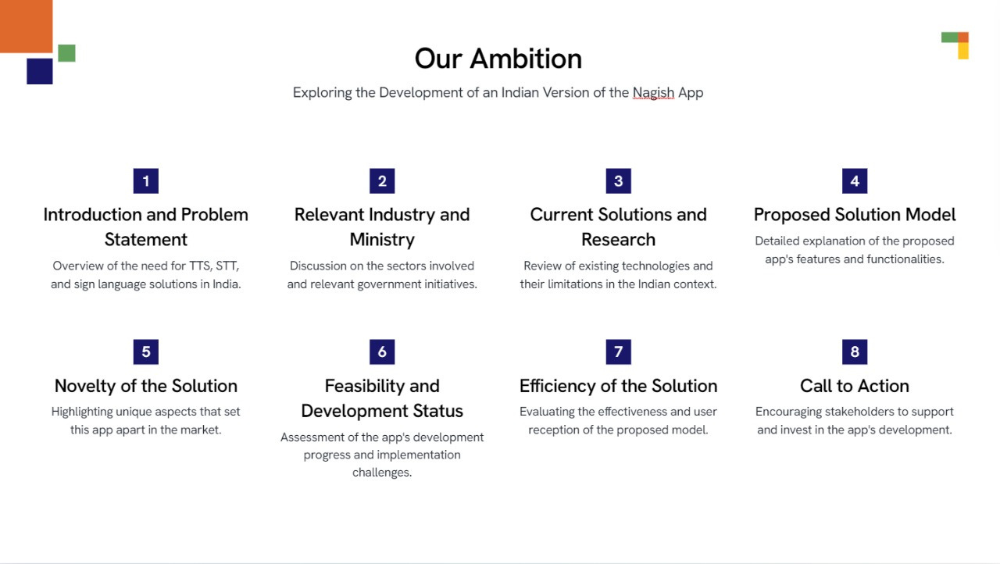 Our Ambition
Exploring the Development of an Indian Version of the Nagish App
1
Introduction and Problem
Statement
Overview of the need for TTS, STT,
and sign language solutions in India.
2
Relevant Industry and
Ministry
Discussion on the sectors involved
and relevant government initiatives.
3
Current Solutions and
Research
Review of existing technologies and
their limitations in the Indian context.
4
Proposed Solution Model
Detailed explanation of the proposed
app's features and functionalities.
5
Novelty of the Solution
Highlighting unique aspects that set
this app apart in the market.
6
Feasibility and
Development Status
Assessment of the app's development
progress and implementation
challenges.
7
Efficiency of the Solution
Evaluating the effectiveness and user
reception of the proposed model.
8
Call to Action
Encouraging stakeholders to support
and invest in the app's development.